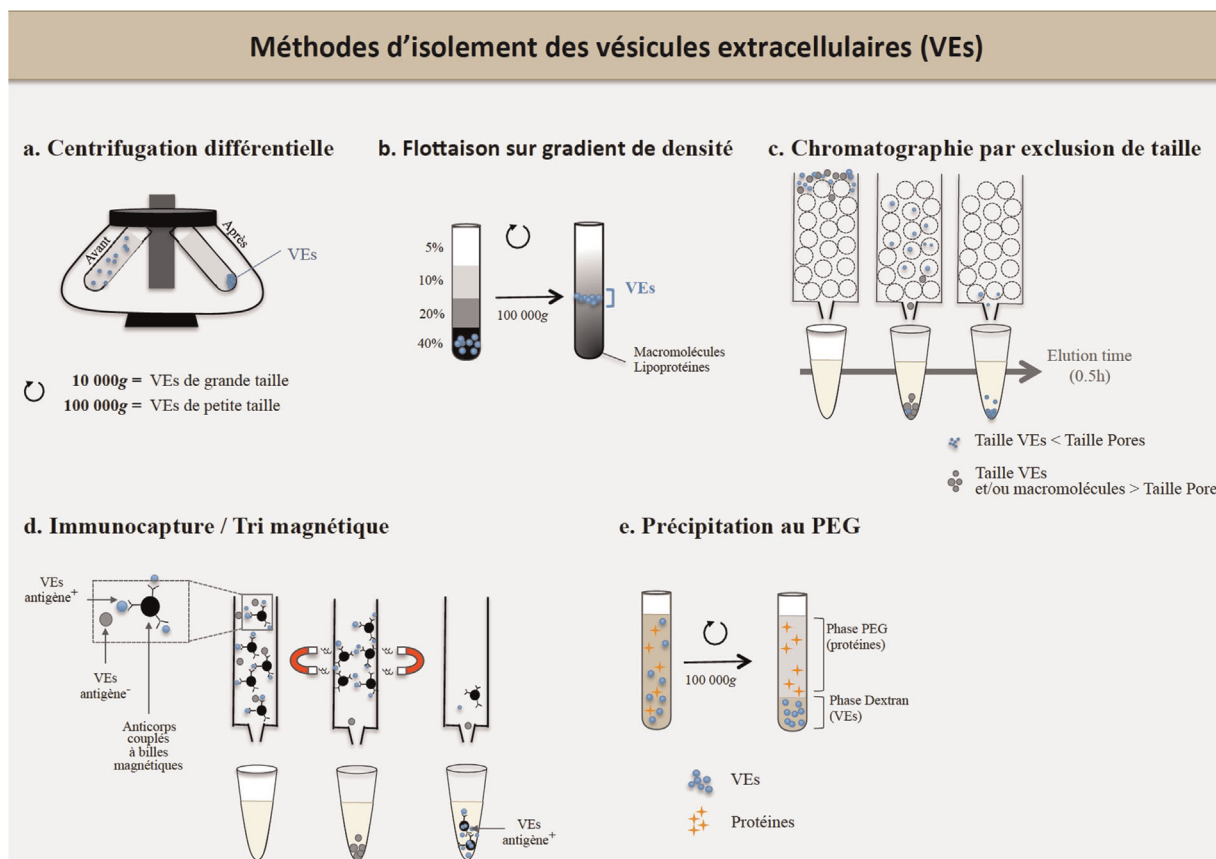 Méthodes d’isolement des vésicules extracellulaires (VEs)
a. Centrifugation différentielle
Avant
Après
VEs
10 000g = VEs de grande taille
100 000g = VEs de petite taille
b. Flottaison sur gradient de densité
5%
10%
20%
40%
100 000g
VEs
Macromolécules
Lipoprotéines
c. Chromatographie par exclusion de taille
Elution time
(0.5h)
Taille VEs < Taille Pores
Taille VEs
et/ou macromolécules > Taille Pore
d. Immunocapture / Tri magnétique
VEs
antigène+
VEs
antigène-
Anticorps
couplés
à billes
magnétiques
VEs
antigène+
e. Précipitation au PEG
100 000g
Phase PEG
(protéines)
Phase Dextran
(VEs)
VEs
Protéines